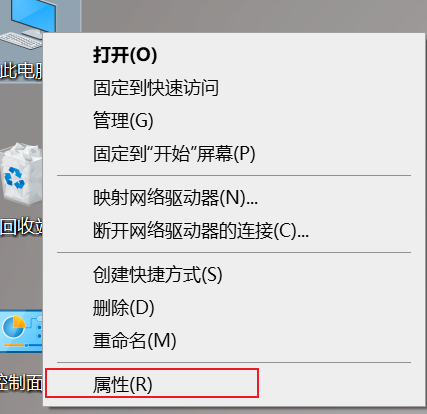 此电脑
打开(O)
固定到快速访问
管理(G)
固定到“开始”屏幕(P)
映射网络驱动器(N)...
断开网络驱动器的连接(C)...
回收站
创建快捷方式(S)
删除(D)
重命名(M)
控制面
属性(R)